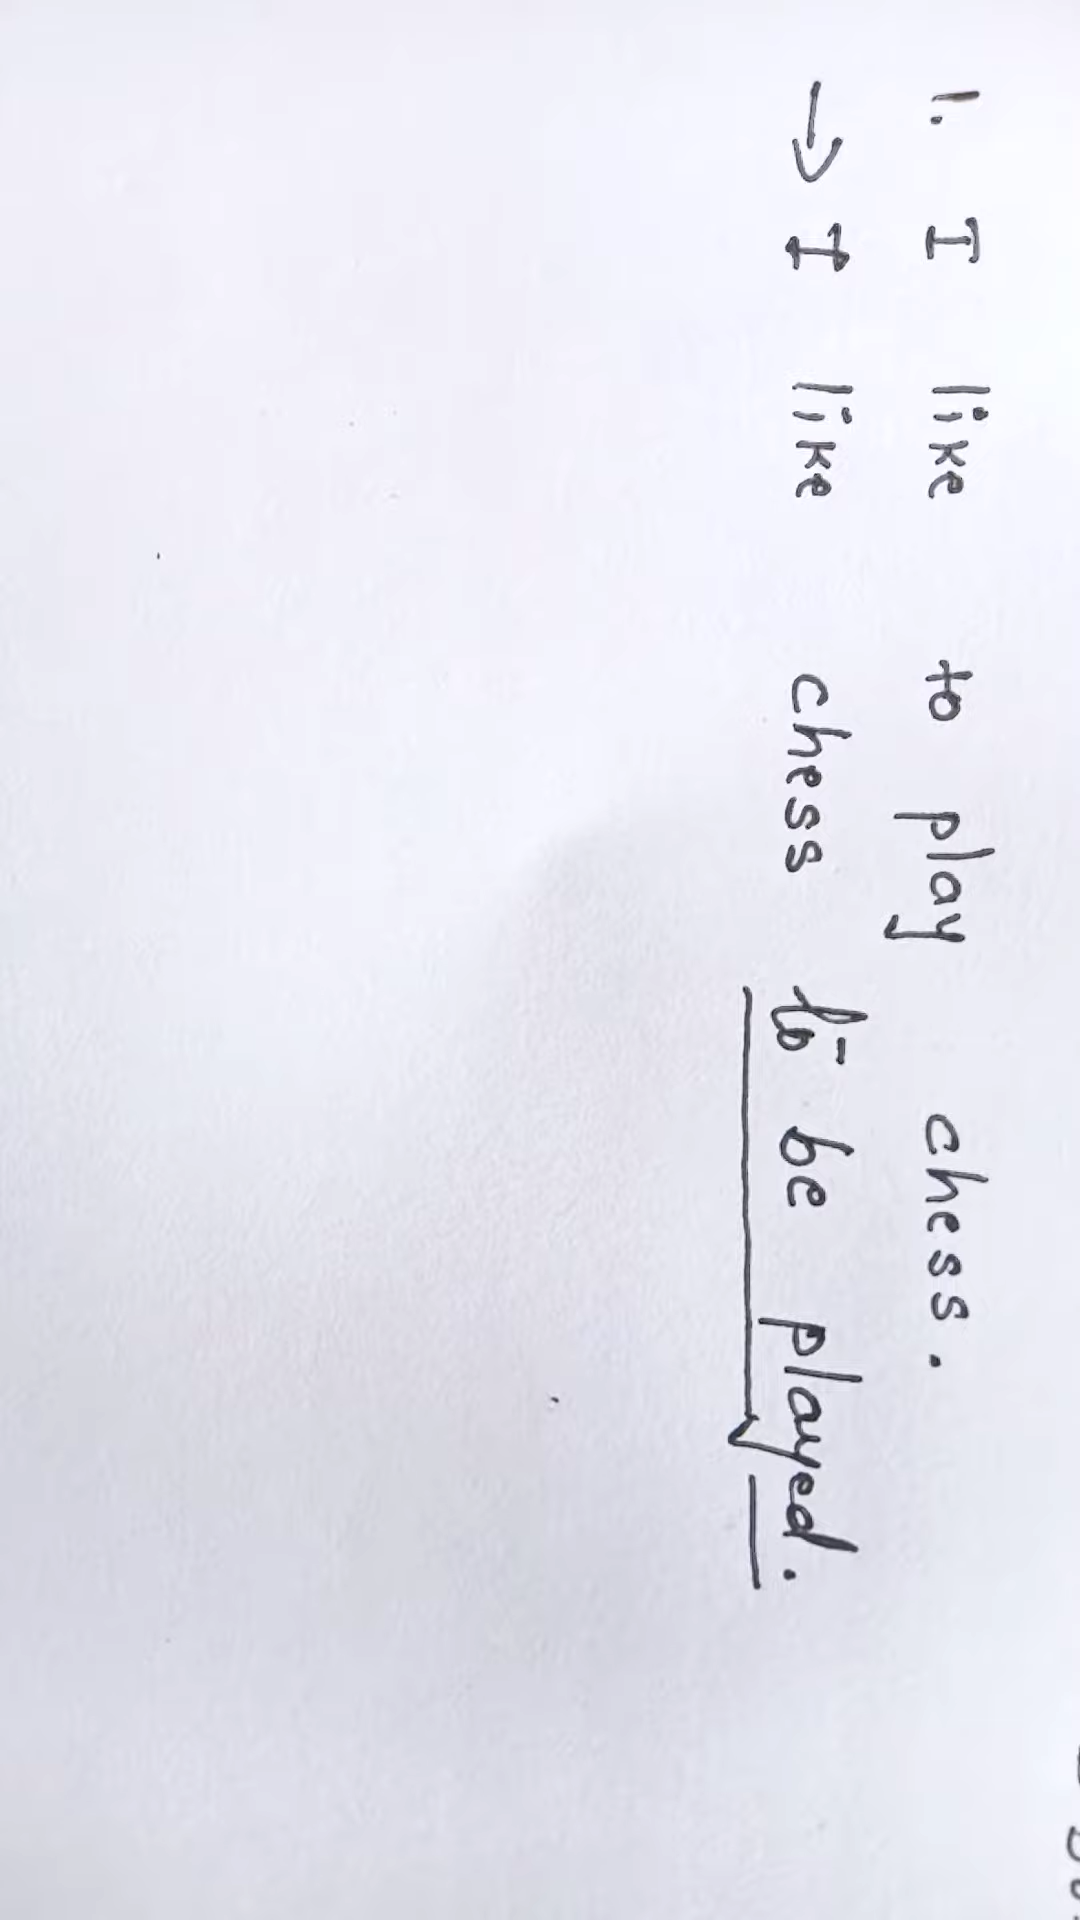 1. I like to play chess.
→ I like chess to be played.